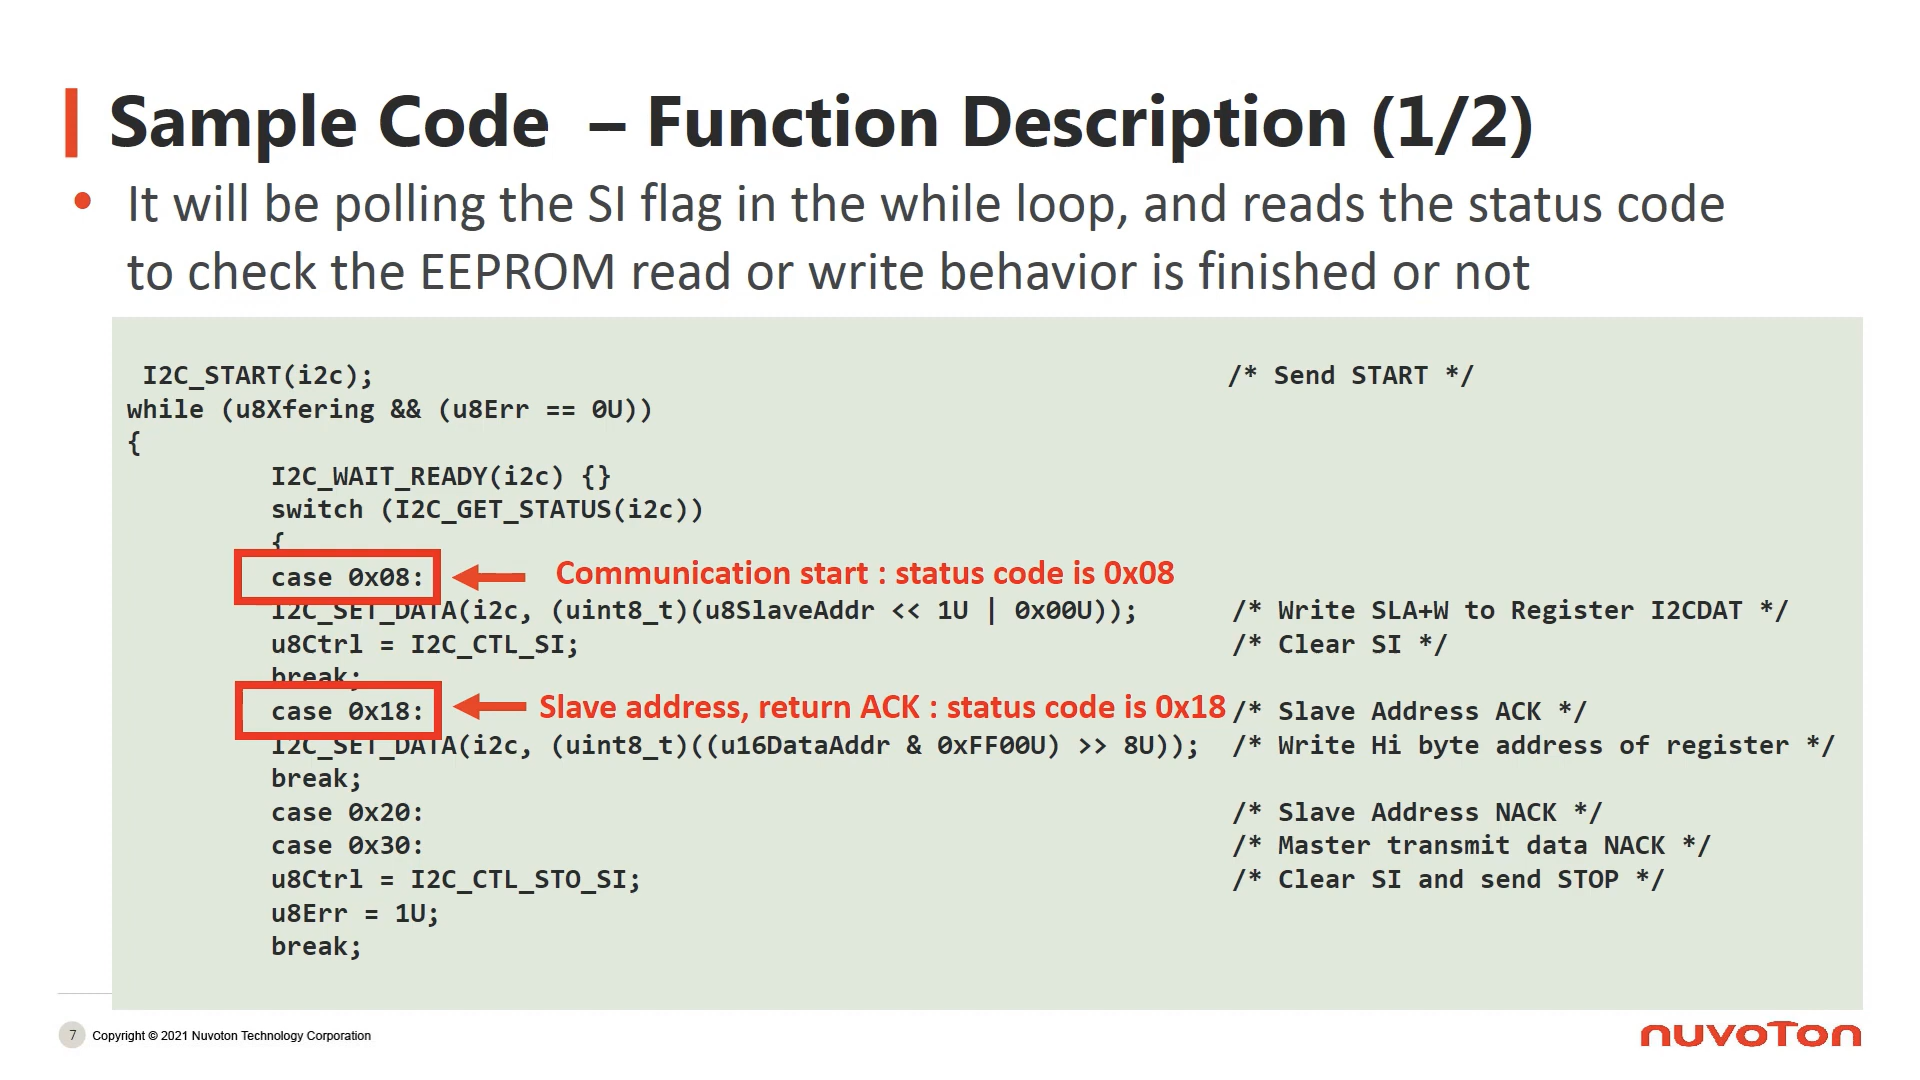 Sample Code – Function Description (1/2)
• It will be polling the SI flag in the while loop, and reads the status code
to check the EEPROM read or write behavior is finished or not
I2C_START(i2c); /* Send START */
while (u8Xfering && (u8Err == 0U))
{
I2C_WAIT_READY(i2c) {}
switch (I2C_GET_STATUS(i2c))
{
case 0x08: Communication start : status code is 0x08
I2C_SET_DATA(i2c, (uint8_t)(u8SlaveAddr << 1U | 0x00U)); /* Write SLA+W to Register I2CDAT */
u8Ctrl = I2C_CTL_SI; /* Clear SI */
break;
case 0x18: Slave address, return ACK : status code is 0x18 /* Slave Address ACK */
I2C_SET_DATA(i2c, (uint8_t)((u16DataAddr & 0xFF00U) >> 8U)); /* Write Hi byte address of register */
break;
case 0x20: /* Slave Address NACK */
case 0x30: /* Master transmit data NACK */
u8Ctrl = I2C_CTL_STO_SI; /* Clear SI and send STOP */
u8Err = 1U;
break;
7 Copyright © 2021 Nuvoton Technology Corporation
nuvoTon